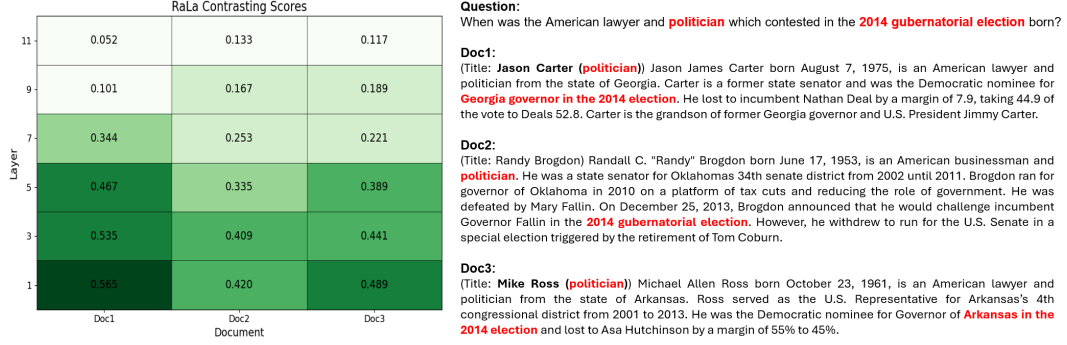 RaLa Contrasting Scores
11 0.052 0.133 0.117
9 0.101 0.167 0.189
7 0.344 0.253 0.221
5 0.467 0.335 0.389
3 0.535 0.409 0.441
1 0.565 0.420 0.489
Layer
Doc1 Doc2 Doc3
Document
Question:
When was the American lawyer and politician which contested in the 2014 gubernatorial election born?
Doc1:
(Title: Jason Carter (politician)) Jason James Carter born August 7, 1975, is an American lawyer and
politician from the state of Georgia. Carter is a former state senator and was the Democratic nominee for
Georgia governor in the 2014 election. He lost to incumbent Nathan Deal by a margin of 7.9, taking 44.9 of
the vote to Deals 52.8. Carter is the grandson of former Georgia governor and U.S. President Jimmy Carter.
Doc2:
(Title: Randy Brogdon) Randall C. "Randy" Brogdon born June 17, 1953, is an American businessman and
politician. He was a state senator for Oklahomas 34th senate district from 2002 until 2011. Brogdon ran for
governor of Oklahoma in 2010 on a platform of tax cuts and reducing the role of government. He was
defeated by Mary Fallin. On December 25, 2013, Brogdon announced that he would challenge incumbent
Governor Fallin in the 2014 gubernatorial election. However, he withdrew to run for the U.S. Senate in a
special election triggered by the retirement of Tom Coburn.
Doc3:
(Title: Mike Ross (politician)) Michael Allen Ross born October 23, 1961, is an American lawyer and
politician from the state of Arkansas. Ross served as the U.S. Representative for Arkansas's 4th
congressional district from 2001 to 2013. He was the Democratic nominee for Governor of Arkansas in the
2014 election and lost to Asa Hutchinson by a margin of 55% to 45%.